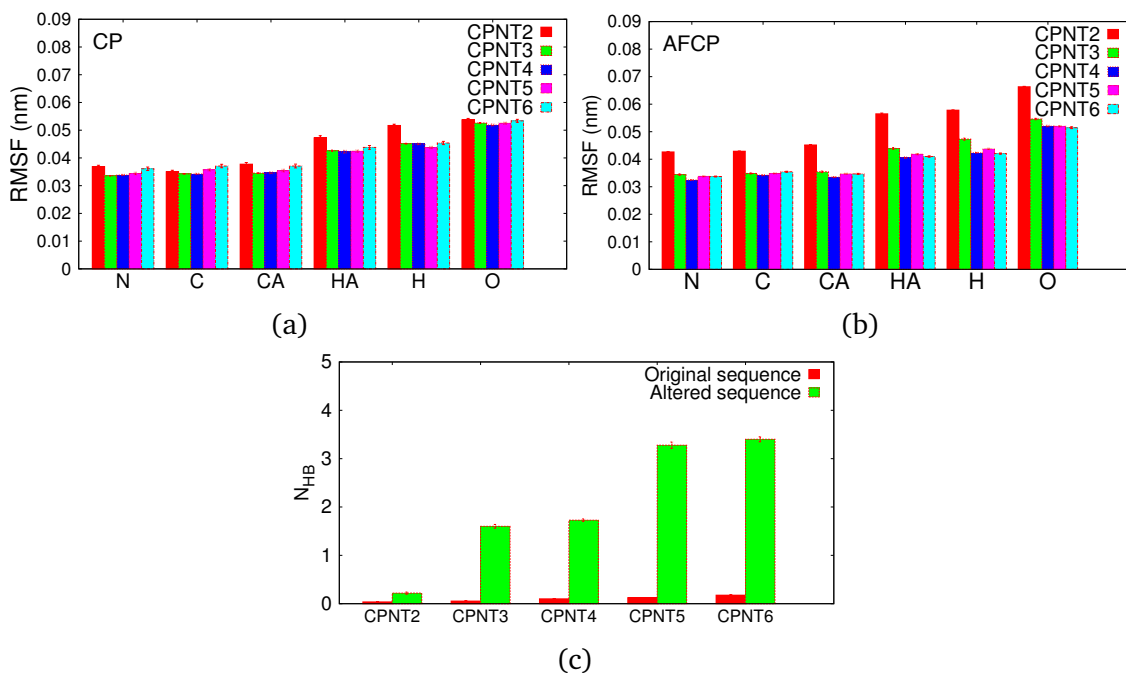 CP
CPNT2
CPNT3
CPNT4
CPNT5
CPNT6
RMSF (nm)
0.09
0.08
0.07
0.06
0.05
0.04
0.03
0.02
0.01
0
N C CA HA H O
(a)
AFCP
CPNT2
CPNT3
CPNT4
CPNT5
CPNT6
RMSF (nm)
0.09
0.08
0.07
0.06
0.05
0.04
0.03
0.02
0.01
0
N C CA HA H O
(b)
Original sequence
Altered sequence
N_HB
5
4
3
2
1
0
CPNT2 CPNT3 CPNT4 CPNT5 CPNT6
(c)